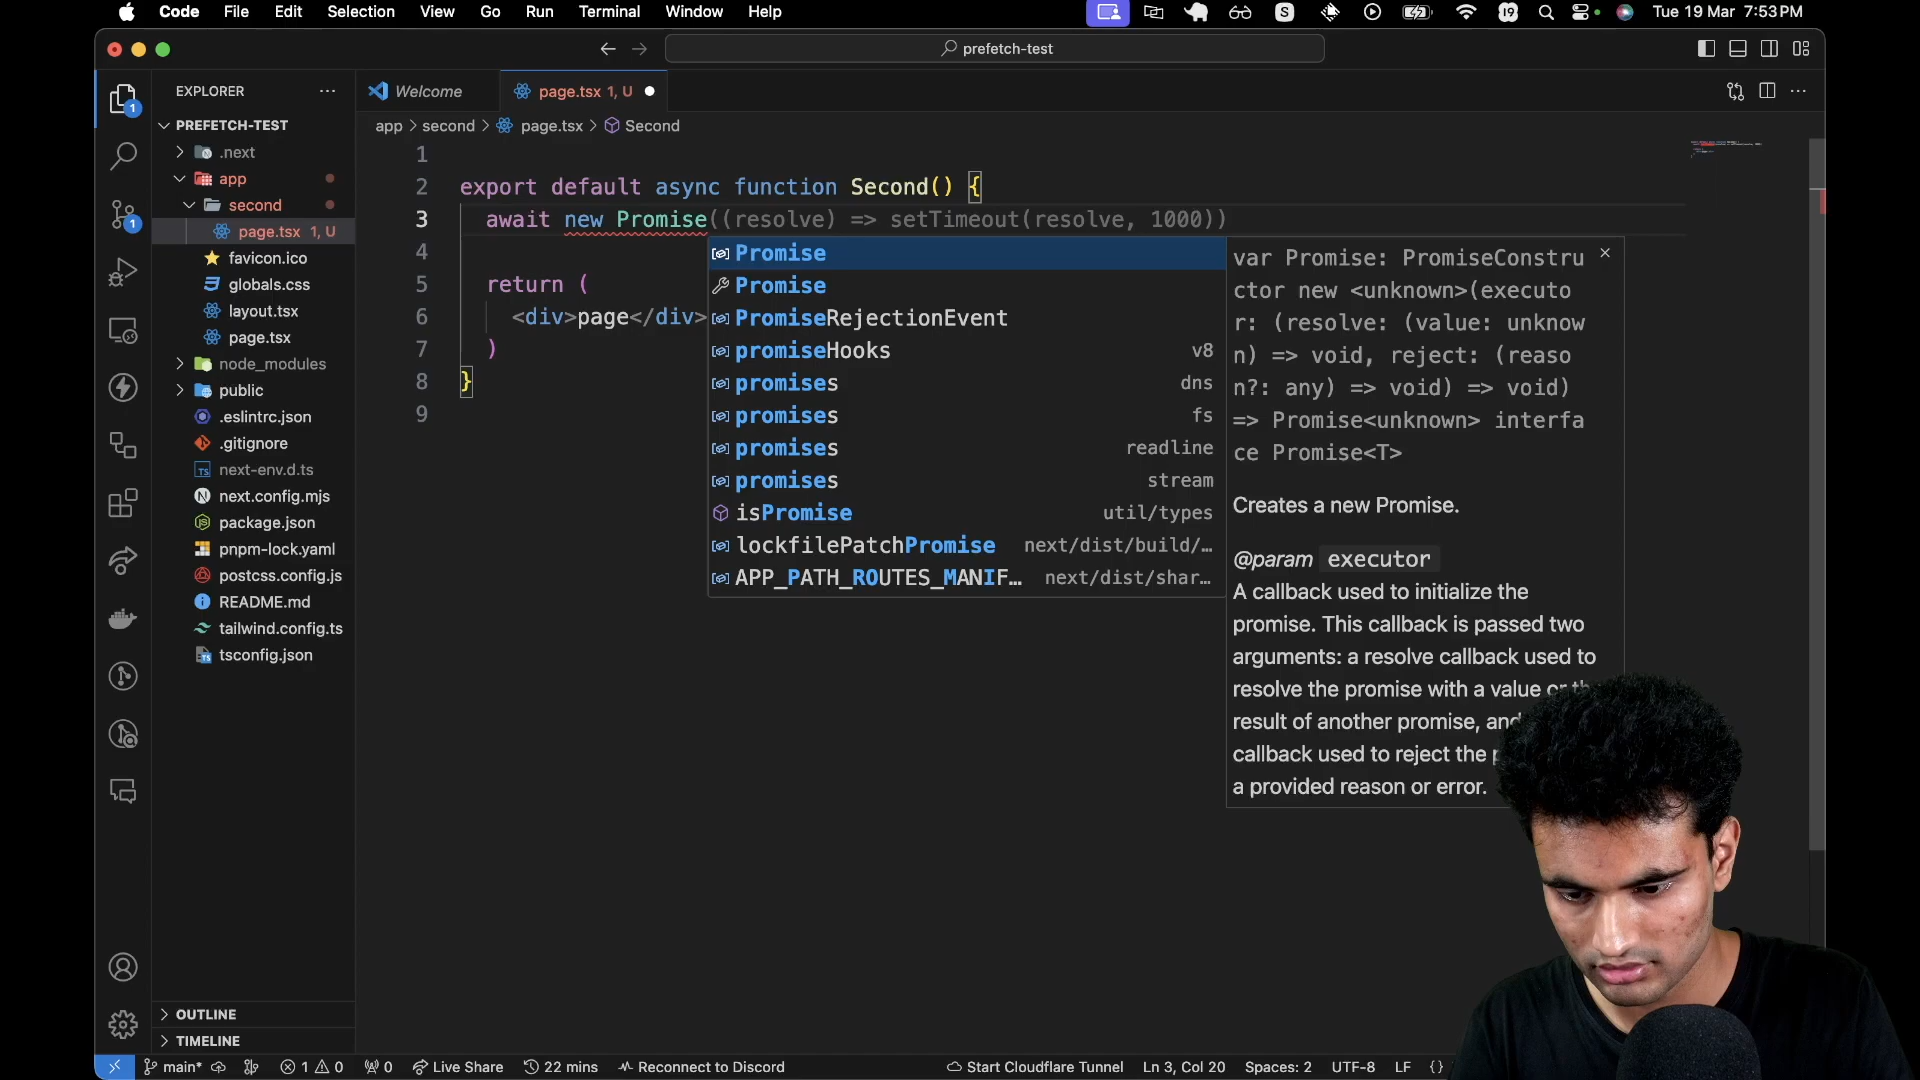 Code File Edit Selection View Go Run Terminal Window Help
S 19 Tue 19 Mar 7:53 PM
prefetch-test
EXPLORER
PREFETCH-TEST
.next
app
second
page.tsx 1, U
favicon.ico
globals.css
layout.tsx
page.tsx
node_modules
public
.eslintrc.json
.gitignore
next-env.d.ts
next.config.mjs
package.json
pnpm-lock.yaml
postcss.config.js
README.md
tailwind.config.ts
tsconfig.json
OUTLINE
TIMELINE
1
1
Welcome
page.tsx 1, U
app > second > page.tsx > Second
1
2 export default async function Second() {
3 await new Promise((resolve) => setTimeout(resolve, 1000))
4
5 return (
6 <div>page</div>
7 )
8 }
9
Promise
Promise
PromiseRejectionEvent
promiseHooks v8
promises dns
promises fs
promises readline
promises stream
isPromise util/types
lockfilePatchPromise next/dist/build/…
APP_PATH_ROUTES_MANIF… next/dist/shar…
var Promise: PromiseConstru
ctor new <unknown>(executo
r: (resolve: (value: unknow
n) => void, reject: (reaso
n?: any) => void) => void)
=> Promise<unknown> interfa
ce Promise<T>
Creates a new Promise.
@param executor
A callback used to initialize the
promise. This callback is passed two
arguments: a resolve callback used to
resolve the promise with a value or
result of another promise, and
callback used to reject the
a provided reason or error.
main* 1 0 0 Live Share 22 mins Reconnect to Discord
Start Cloudflare Tunnel Ln 3, Col 20 Spaces: 2 UTF-8 LF {}